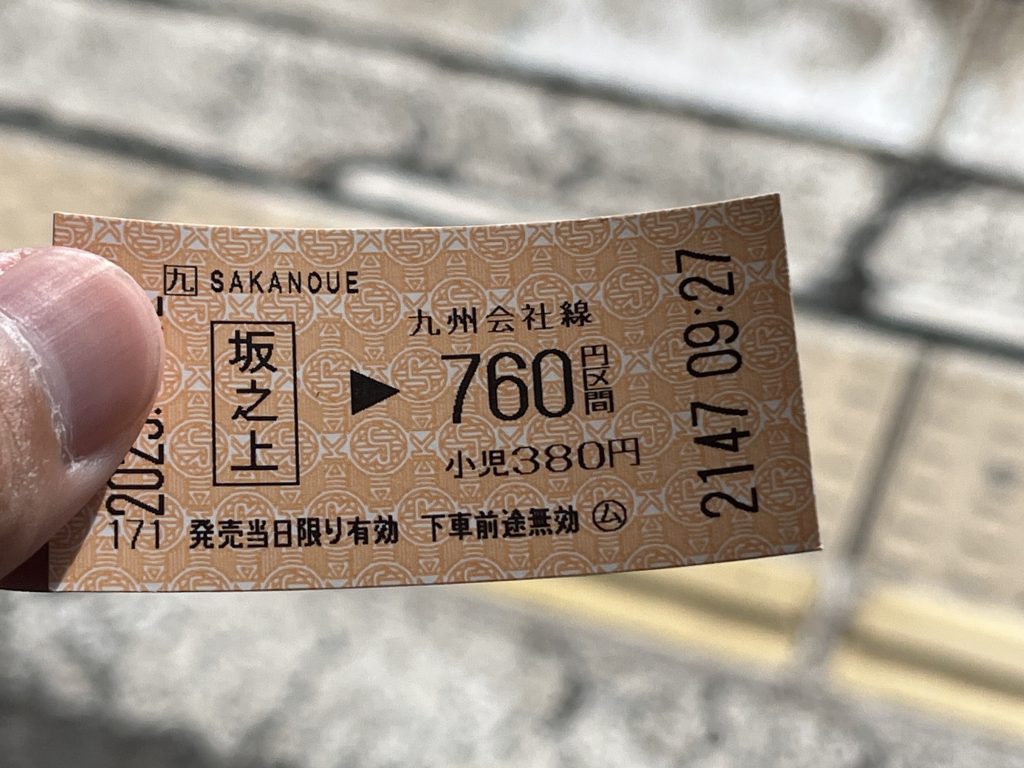 九 SAKANOUE
坂之上
九州会社線
▶ 760円区間
小児380円
2023.
171 発売当日限り有効 下車前途無効 ㋰
2147 09:27